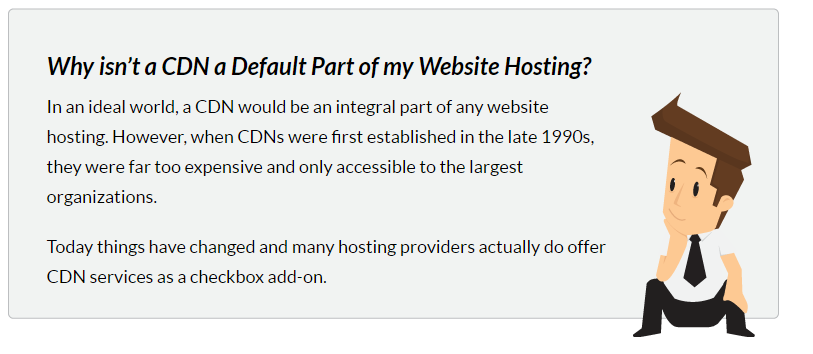 Why isn’t a CDN a Default Part of my Website Hosting?
In an ideal world, a CDN would be an integral part of any website
hosting. However, when CDNs were first established in the late 1990s,
they were far too expensive and only accessible to the largest
organizations.
Today things have changed and many hosting providers actually do offer
CDN services as a checkbox add-on.